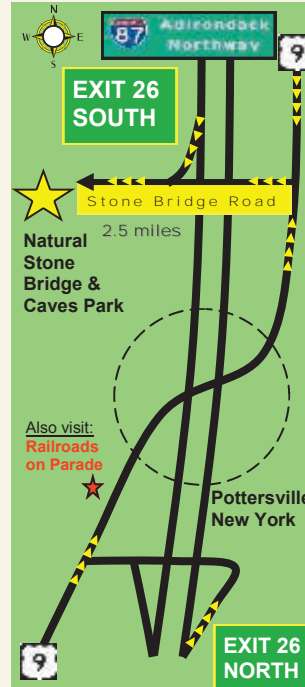 N
W E
S
87
Adirondack
Northway
9
EXIT 26
SOUTH
Stone Bridge Road
2.5 miles
Natural
Stone
Bridge &
Caves Park
Also visit:
Railroads
on Parade
Pottersville
New York
9
EXIT 26
NORTH